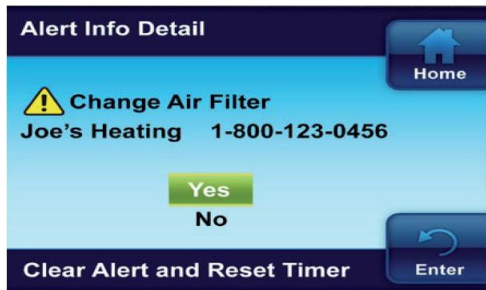 Alert Info Detail
Home
Change Air Filter
Joe's Heating 1-800-123-0456
Yes
No
Clear Alert and Reset Timer
Enter